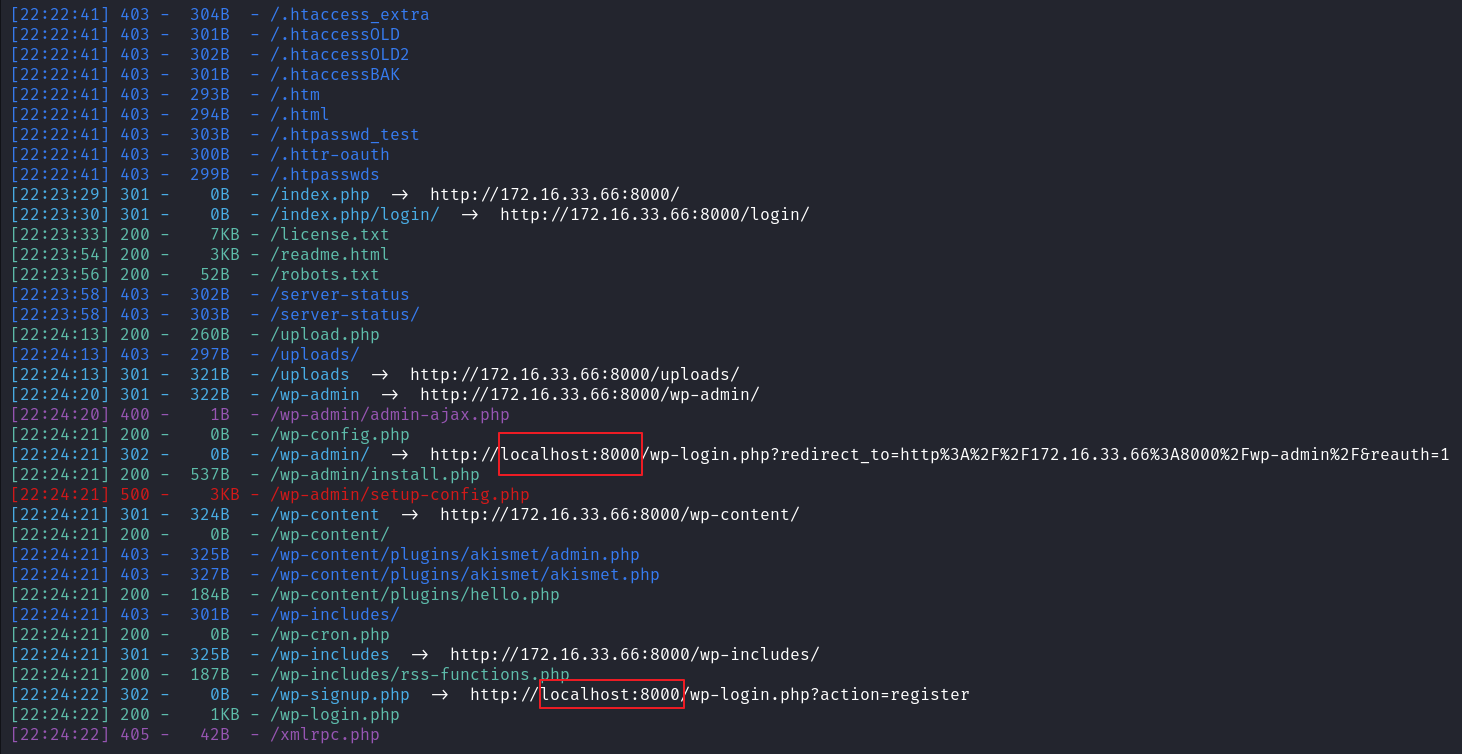 [22:22:41] 403 -  304B  - /.htaccess_extra
[22:22:41] 403 -  301B  - /.htaccessOLD
[22:22:41] 403 -  302B  - /.htaccessOLD2
[22:22:41] 403 -  301B  - /.htaccessBAK
[22:22:41] 403 -  293B  - /.htm
[22:22:41] 403 -  294B  - /.html
[22:22:41] 403 -  303B  - /.htpasswd_test
[22:22:41] 403 -  300B  - /.httr-oauth
[22:22:41] 403 -  299B  - /.htpasswds
[22:23:29] 301 -    0B  - /index.php  ->  http://172.16.33.66:8000/
[22:23:30] 301 -    0B  - /index.php/login/  ->  http://172.16.33.66:8000/login/
[22:23:33] 200 -    7KB - /license.txt
[22:23:54] 200 -    3KB - /readme.html
[22:23:56] 200 -   52B  - /robots.txt
[22:23:58] 403 -  302B  - /server-status
[22:23:58] 403 -  303B  - /server-status/
[22:24:13] 200 -  260B  - /upload.php
[22:24:13] 403 -  297B  - /uploads/
[22:24:13] 301 -  321B  - /uploads  ->  http://172.16.33.66:8000/uploads/
[22:24:20] 301 -  322B  - /wp-admin  ->  http://172.16.33.66:8000/wp-admin/
[22:24:20] 400 -    1B  - /wp-admin/admin-ajax.php
[22:24:21] 200 -    0B  - /wp-config.php
[22:24:21] 302 -    0B  - /wp-admin/  ->  http://localhost:8000/wp-login.php?redirect_to=http%3A%2F%2F172.16.33.66%3A8000%2Fwp-admin%2F&reauth=1
[22:24:21] 200 -  537B  - /wp-admin/install.php
[22:24:21] 500 -    3KB - /wp-admin/setup-config.php
[22:24:21] 301 -  324B  - /wp-content  ->  http://172.16.33.66:8000/wp-content/
[22:24:21] 200 -    0B  - /wp-content/
[22:24:21] 403 -  325B  - /wp-content/plugins/akismet/admin.php
[22:24:21] 403 -  327B  - /wp-content/plugins/akismet/akismet.php
[22:24:21] 200 -  184B  - /wp-content/plugins/hello.php
[22:24:21] 403 -  301B  - /wp-includes/
[22:24:21] 200 -    0B  - /wp-cron.php
[22:24:21] 301 -  325B  - /wp-includes  ->  http://172.16.33.66:8000/wp-includes/
[22:24:21] 200 -  187B  - /wp-includes/rss-functions.php
[22:24:22] 302 -    0B  - /wp-signup.php  ->  http://localhost:8000/wp-login.php?action=register
[22:24:22] 200 -    1KB - /wp-login.php
[22:24:22] 405 -   42B  - /xmlrpc.php